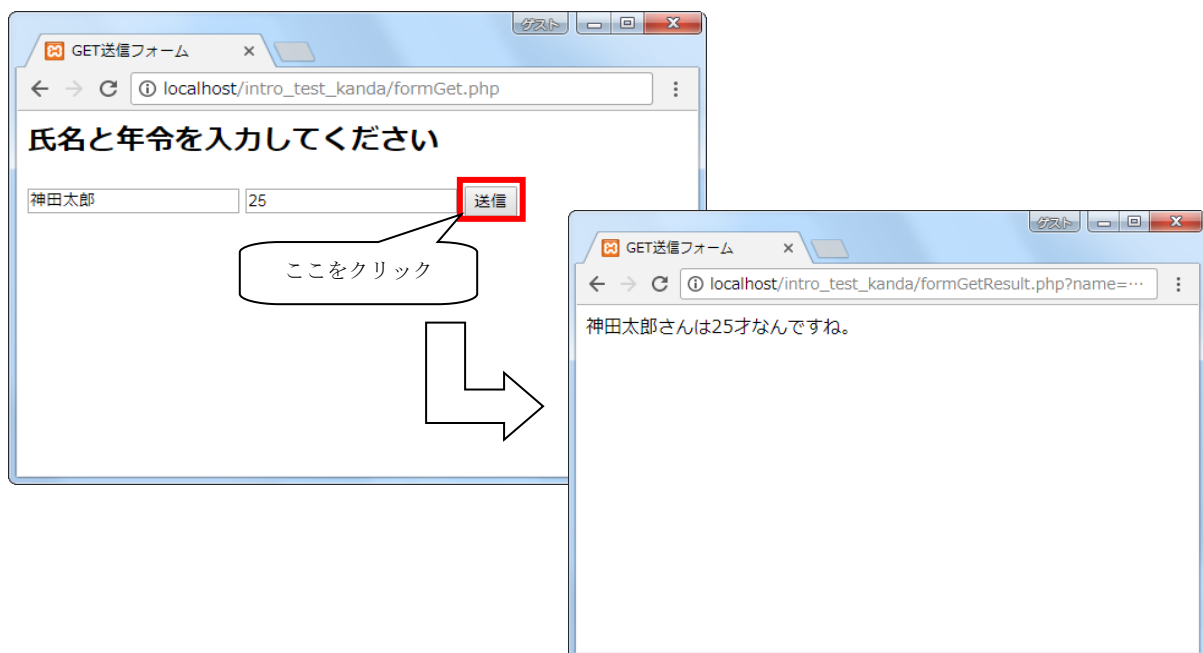 ゲスト
GET送信フォーム
localhost/intro_test_kanda/formGet.php
氏名と年令を入力してください
神田太郎 25 送信
ここをクリック
ゲスト
GET送信フォーム
localhost/intro_test_kanda/formGetResult.php?name=…
神田太郎さんは25才なんですね。